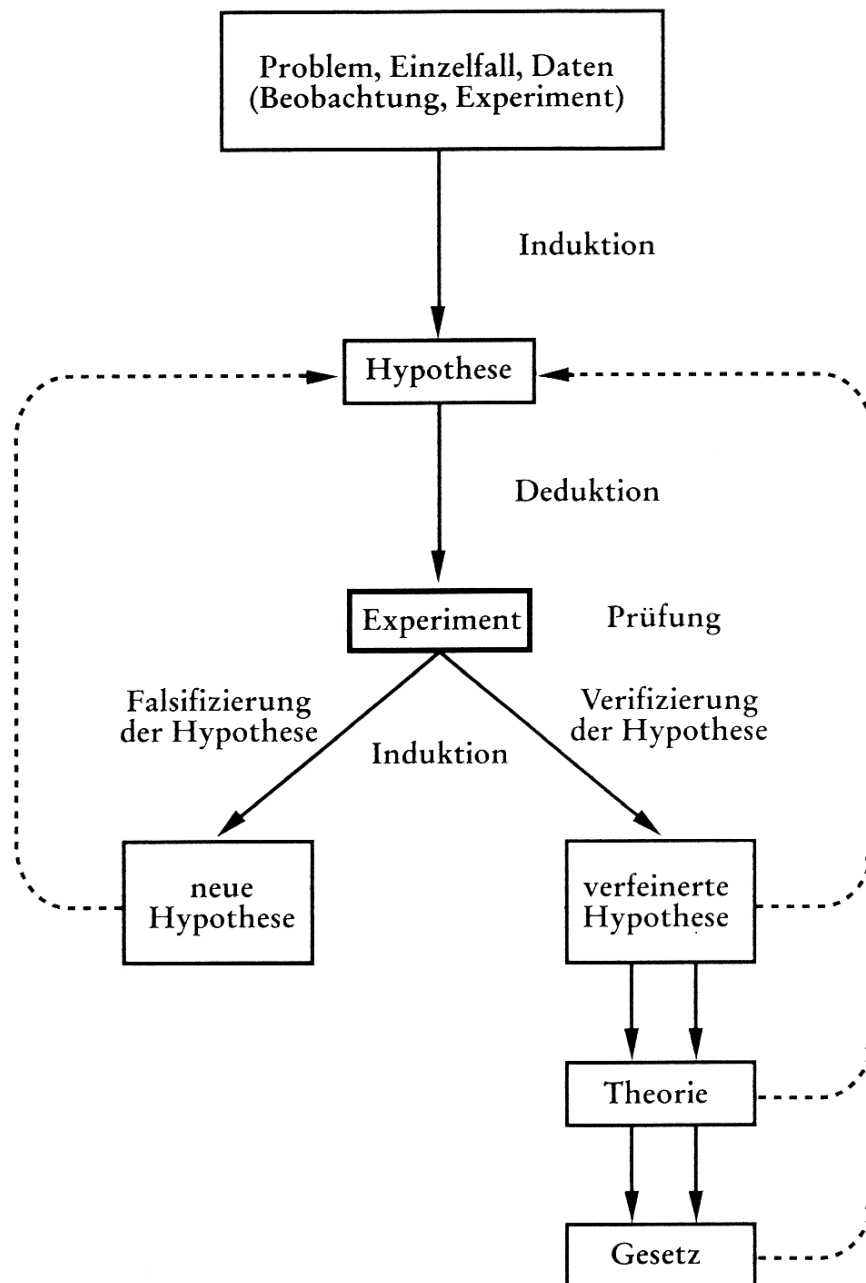 Problem, Einzelfall, Daten
(Beobachtung, Experiment)
Induktion
Hypothese
Deduktion
Experiment
Prüfung
Falsifizierung
der Hypothese
Verifizierung
der Hypothese
Induktion
neue
Hypothese
verfeinerte
Hypothese
Theorie
Gesetz